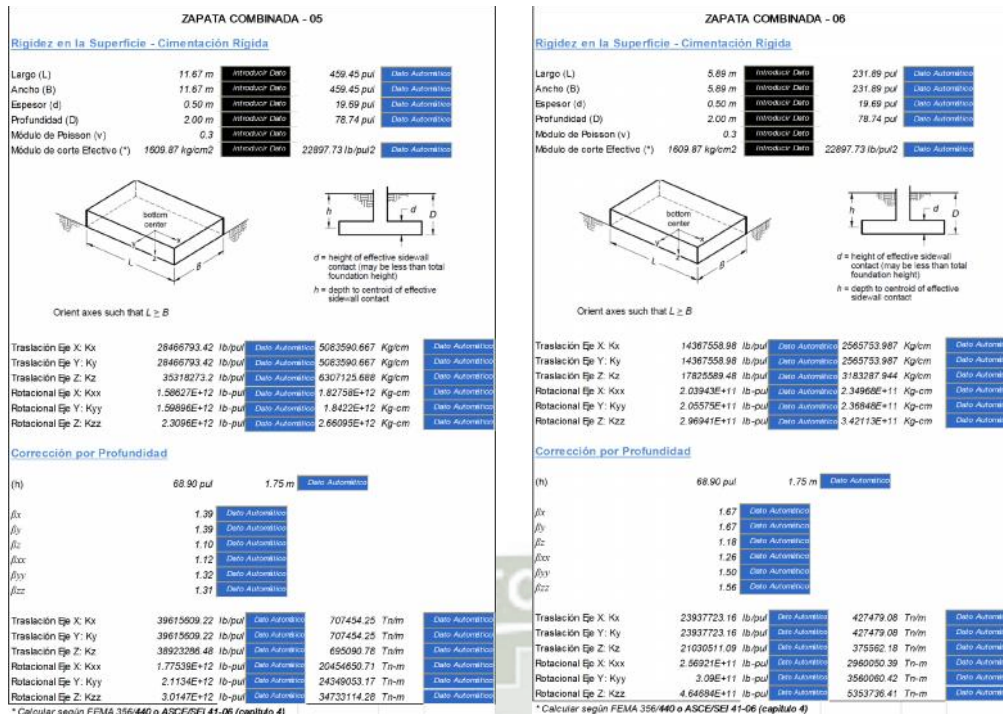 ZAPATA COMBINADA - 05
Rigidez en la Superficie - Cimentación Rígida
Largo (L) 11.67 m Introducir Dato 459.45 pul Dato Automático
Ancho (B) 11.67 m Introducir Dato 459.45 pul Dato Automático
Espesor (d) 0.50 m Introducir Dato 19.69 pul Dato Automático
Profundidad (D) 2.00 m Introducir Dato 78.74 pul Dato Automático
Módulo de Poisson (v) 0.3 Introducir Dato
Módulo de corte Efectivo (*) 1609.87 kg/cm2 Introducir Dato 22897.73 lb/pul2 Dato Automático
bottom center
x
y
z
L
B
h
d
D
d = height of effective sidewall
contact (may be less than total
foundation height)
h = depth to centroid of effective
sidewall contact
Orient axes such that L ≥ B
Traslación Eje X: Kx 28466793.42 lb/pul Dato Automático 5083590.667 Kg/cm Dato Automático
Traslación Eje Y: Ky 28466793.42 lb/pul Dato Automático 5083590.667 Kg/cm Dato Automático
Traslación Eje Z: Kz 35318273.2 lb/pul Dato Automático 6307125.688 Kg/cm Dato Automático
Rotacional Eje X: Kxx 1.58627E+12 lb-pul Dato Automático 1.82758E+12 Kg-cm Dato Automático
Rotacional Eje Y: Kyy 1.59896E+12 lb-pul Dato Automático 1.8422E+12 Kg-cm Dato Automático
Rotacional Eje Z: Kzz 2.3096E+12 lb-pul Dato Automático 2.66095E+12 Kg-cm Dato Automático
Corrección por Profundidad
(h) 68.90 pul 1.75 m Dato Automático
βx 1.39 Dato Automático
βy 1.39 Dato Automático
βz 1.10 Dato Automático
βxx 1.12 Dato Automático
βyy 1.32 Dato Automático
βzz 1.31 Dato Automático
Traslación Eje X: Kx 39615609.22 lb/pul Dato Automático 707454.25 Tn/m Dato Automático
Traslación Eje Y: Ky 39615609.22 lb/pul Dato Automático 707454.25 Tn/m Dato Automático
Traslación Eje Z: Kz 38923286.48 lb/pul Dato Automático 695090.78 Tn/m Dato Automático
Rotacional Eje X: Kxx 1.77539E+12 lb-pul Dato Automático 20454650.71 Tn-m Dato Automático
Rotacional Eje Y: Kyy 2.1134E+12 lb-pul Dato Automático 24349053.17 Tn-m Dato Automático
Rotacional Eje Z: Kzz 3.0147E+12 lb-pul Dato Automático 34733114.28 Tn-m Dato Automático
* Calcular según FEMA 356/440 o ASCE/SEI 41-06 (capítulo 4)
ZAPATA COMBINADA - 06
Rigidez en la Superficie - Cimentación Rígida
Largo (L) 5.89 m Introducir Dato 231.89 pul Dato Automático
Ancho (B) 5.89 m Introducir Dato 231.89 pul Dato Automático
Espesor (d) 0.50 m Introducir Dato 19.69 pul Dato Automático
Profundidad (D) 2.00 m Introducir Dato 78.74 pul Dato Automático
Módulo de Poisson (v) 0.3 Introducir Dato
Módulo de corte Efectivo (*) 1609.87 kg/cm2 Introducir Dato 22897.73 lb/pul2 Dato Automático
bottom center
x
y
z
L
B
h
d
D
d = height of effective sidewall
contact (may be less than total
foundation height)
h = depth to centroid of effective
sidewall contact
Orient axes such that L ≥ B
Traslación Eje X: Kx 14367558.98 lb/pul Dato Automático 2565753.987 Kg/cm Dato Automático
Traslación Eje Y: Ky 14367558.98 lb/pul Dato Automático 2565753.987 Kg/cm Dato Automático
Traslación Eje Z: Kz 17825589.48 lb/pul Dato Automático 3183287.944 Kg/cm Dato Automático
Rotacional Eje X: Kxx 2.03943E+11 lb-pul Dato Automático 2.34968E+11 Kg-cm Dato Automático
Rotacional Eje Y: Kyy 2.05575E+11 lb-pul Dato Automático 2.36848E+11 Kg-cm Dato Automático
Rotacional Eje Z: Kzz 2.96941E+11 lb-pul Dato Automático 3.42113E+11 Kg-cm Dato Automático
Corrección por Profundidad
(h) 68.90 pul 1.75 m Dato Automático
βx 1.67 Dato Automático
βy 1.67 Dato Automático
βz 1.18 Dato Automático
βxx 1.26 Dato Automático
βyy 1.50 Dato Automático
βzz 1.56 Dato Automático
Traslación Eje X: Kx 23937723.16 lb/pul Dato Automático 427479.08 Tn/m Dato
Traslación Eje Y: Ky 23937723.16 lb/pul Dato Automático 427479.08 Tn/m Dato
Traslación Eje Z: Kz 21030511.09 lb/pul Dato Automático 375562.18 Tn/m Dato
Rotacional Eje X: Kxx 2.56921E+11 lb-pul Dato Automático 2960050.39 Tn-m Dato
Rotacional Eje Y: Kyy 3.09E+11 lb-pul Dato Automático 3560060.42 Tn-m Dato
Rotacional Eje Z: Kzz 4.64684E+11 lb-pul Dato Automático 5353736.41 Tn-m Dato
* Calcular según FEMA 356/440 o ASCE/SEI 41-06 (capítulo 4)